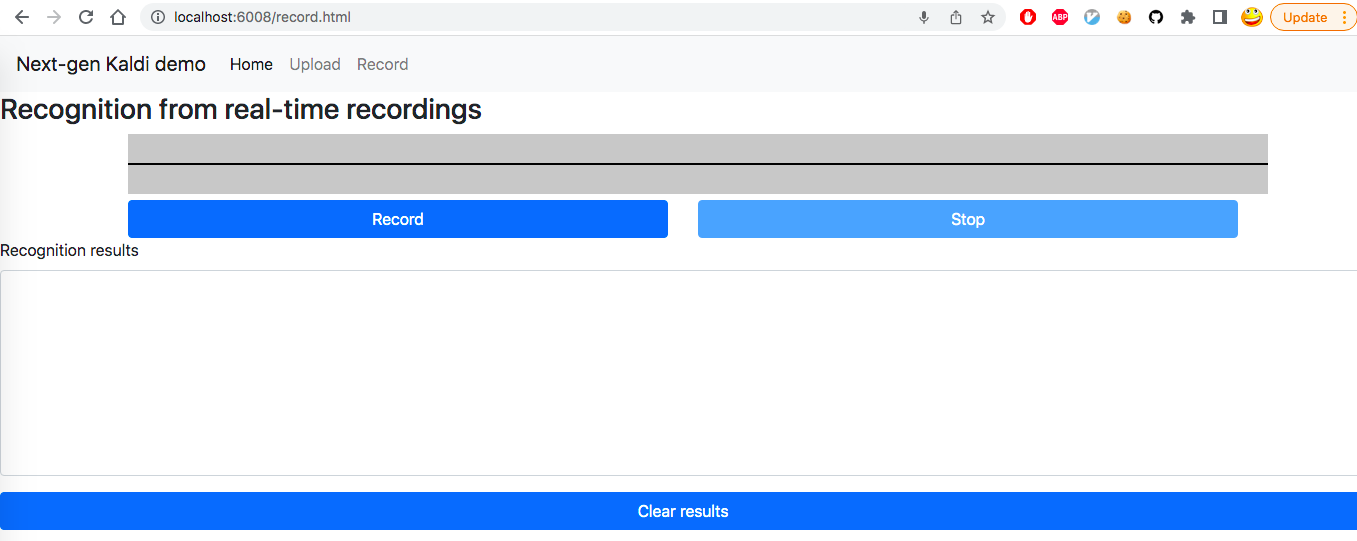 localhost:6008/record.html
ABP
Update
Next-gen Kaldi demo Home Upload Record
Recognition from real-time recordings
Record Stop
Recognition results
Clear results